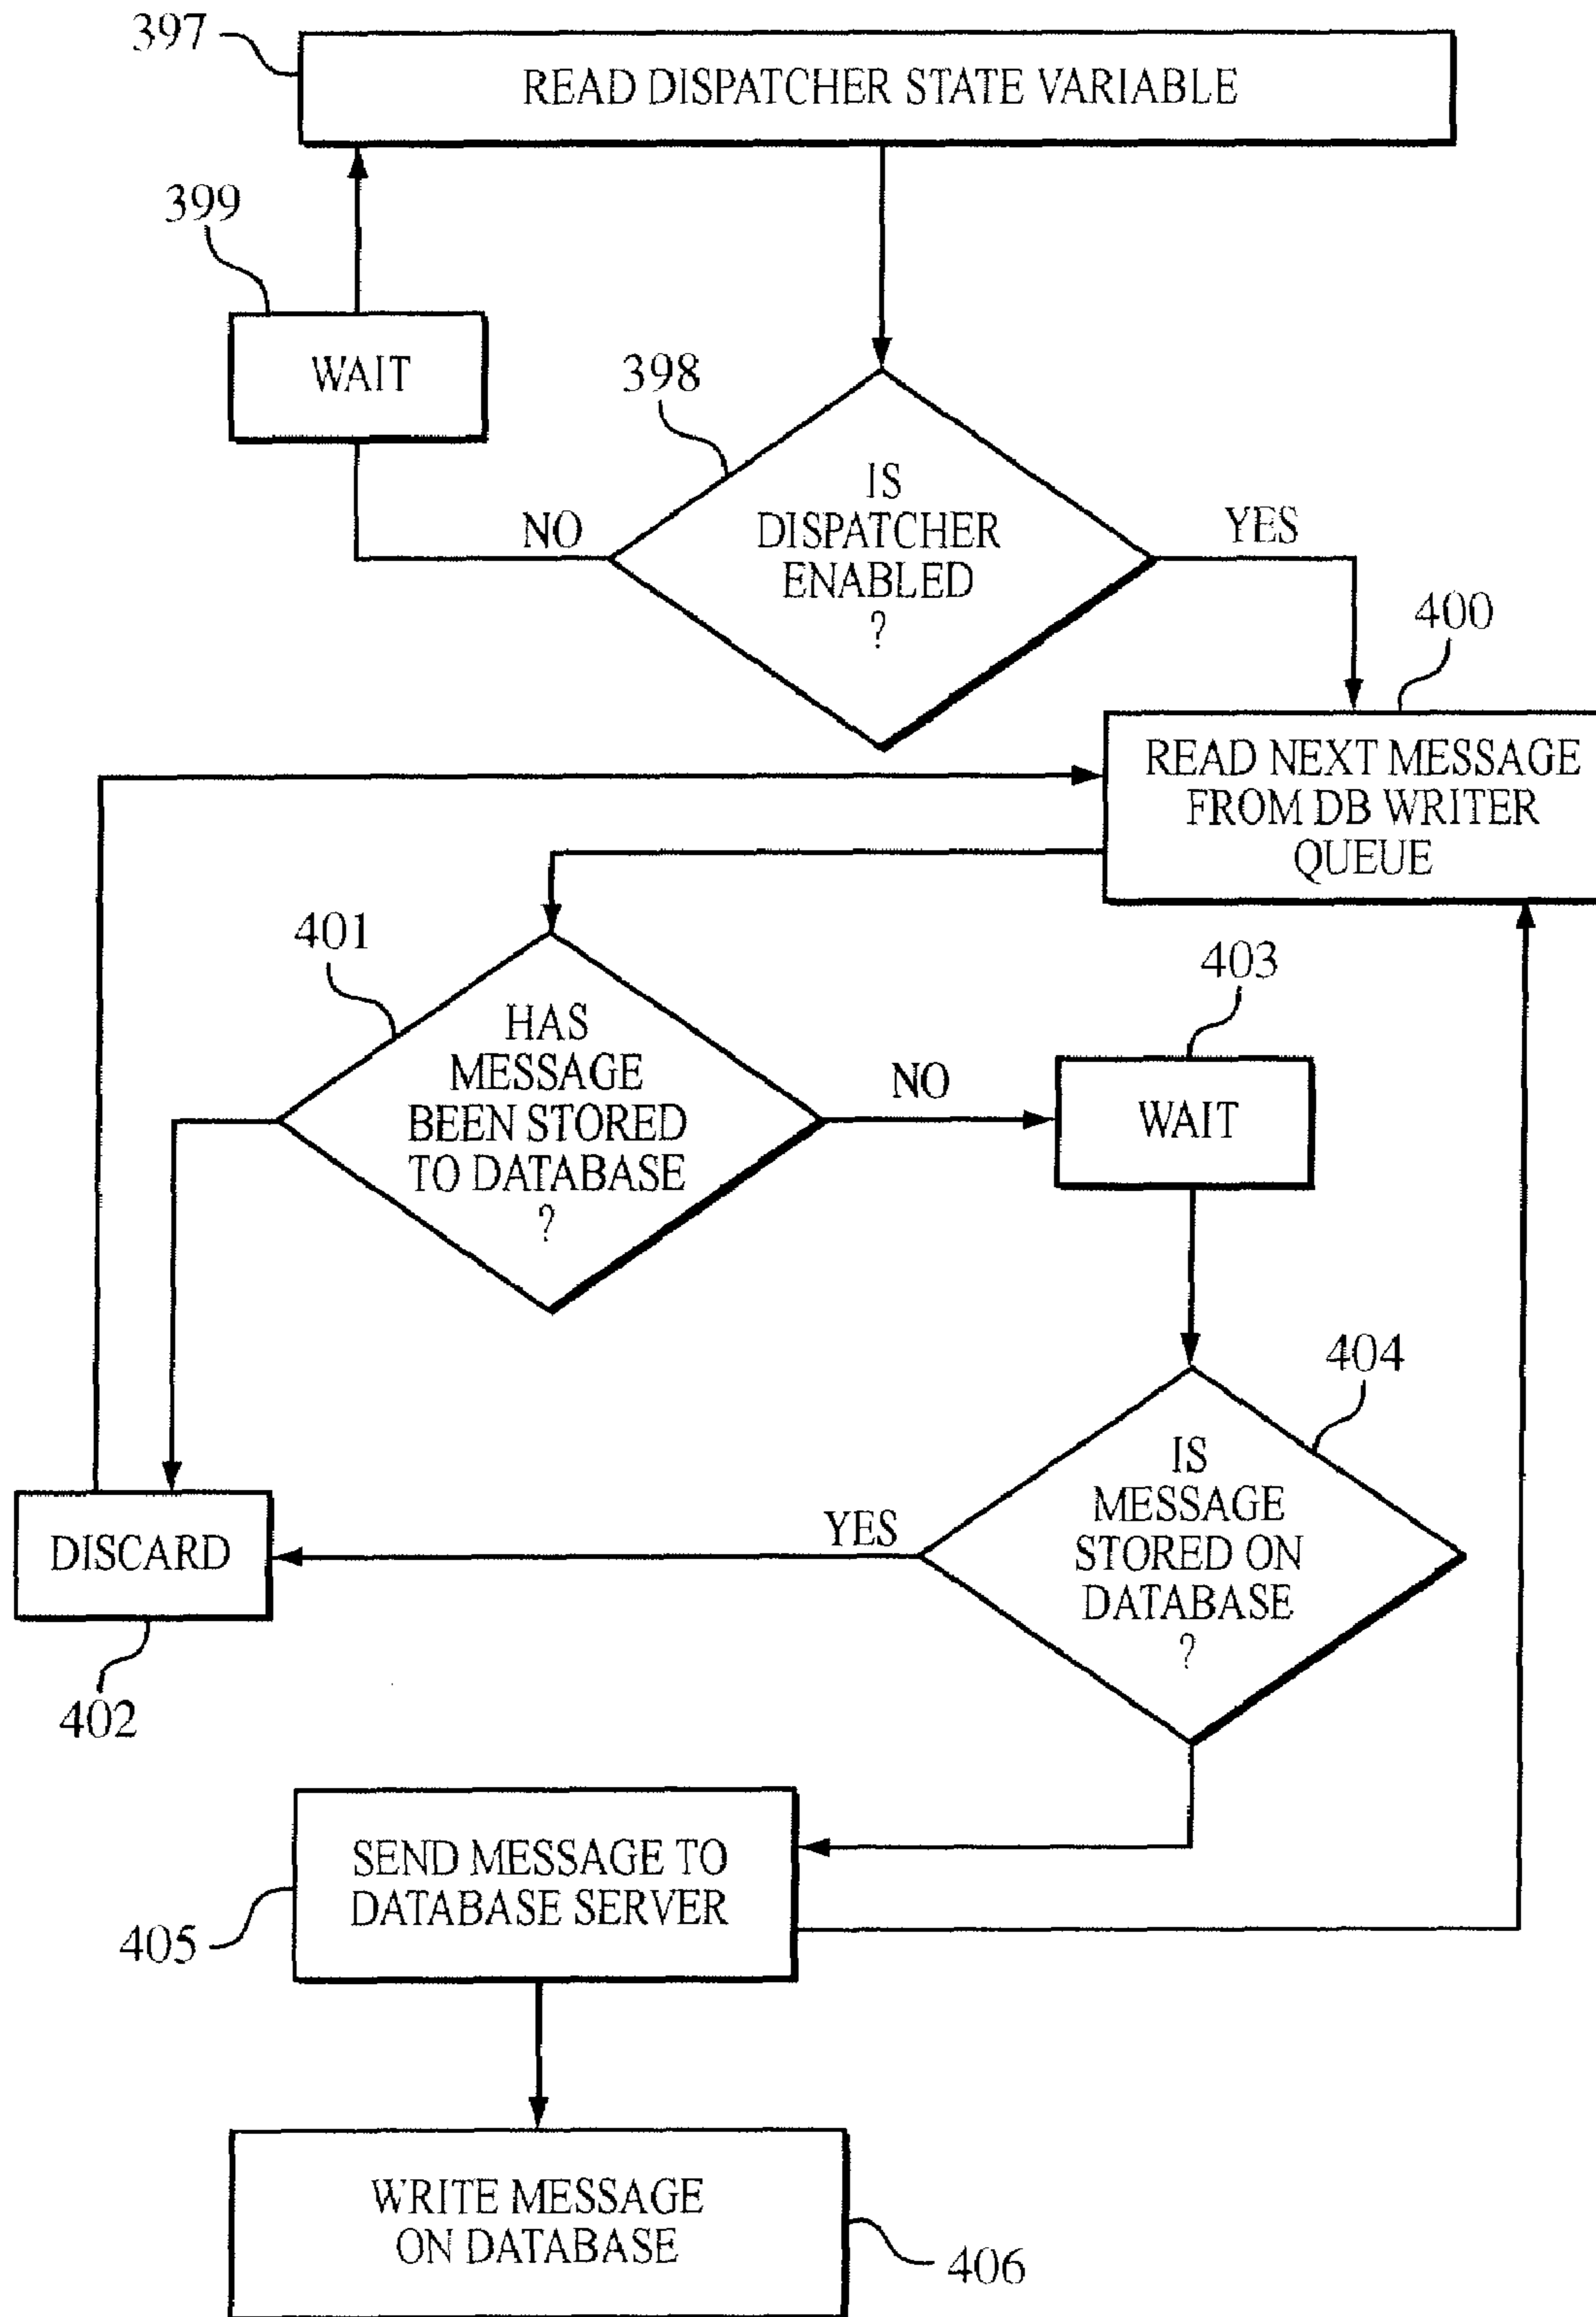 397
READ DISPATCHER STATE VARIABLE
399
WAIT
398
IS
DISPATCHER
ENABLED
?
NO
YES
400
READ NEXT MESSAGE
FROM DB WRITER
QUEUE
401
HAS
MESSAGE
BEEN STORED
TO DATABASE
?
NO
403
WAIT
404
IS
MESSAGE
STORED ON
DATABASE
?
YES
DISCARD
402
SEND MESSAGE TO
DATABASE SERVER
405
WRITE MESSAGE
ON DATABASE
406